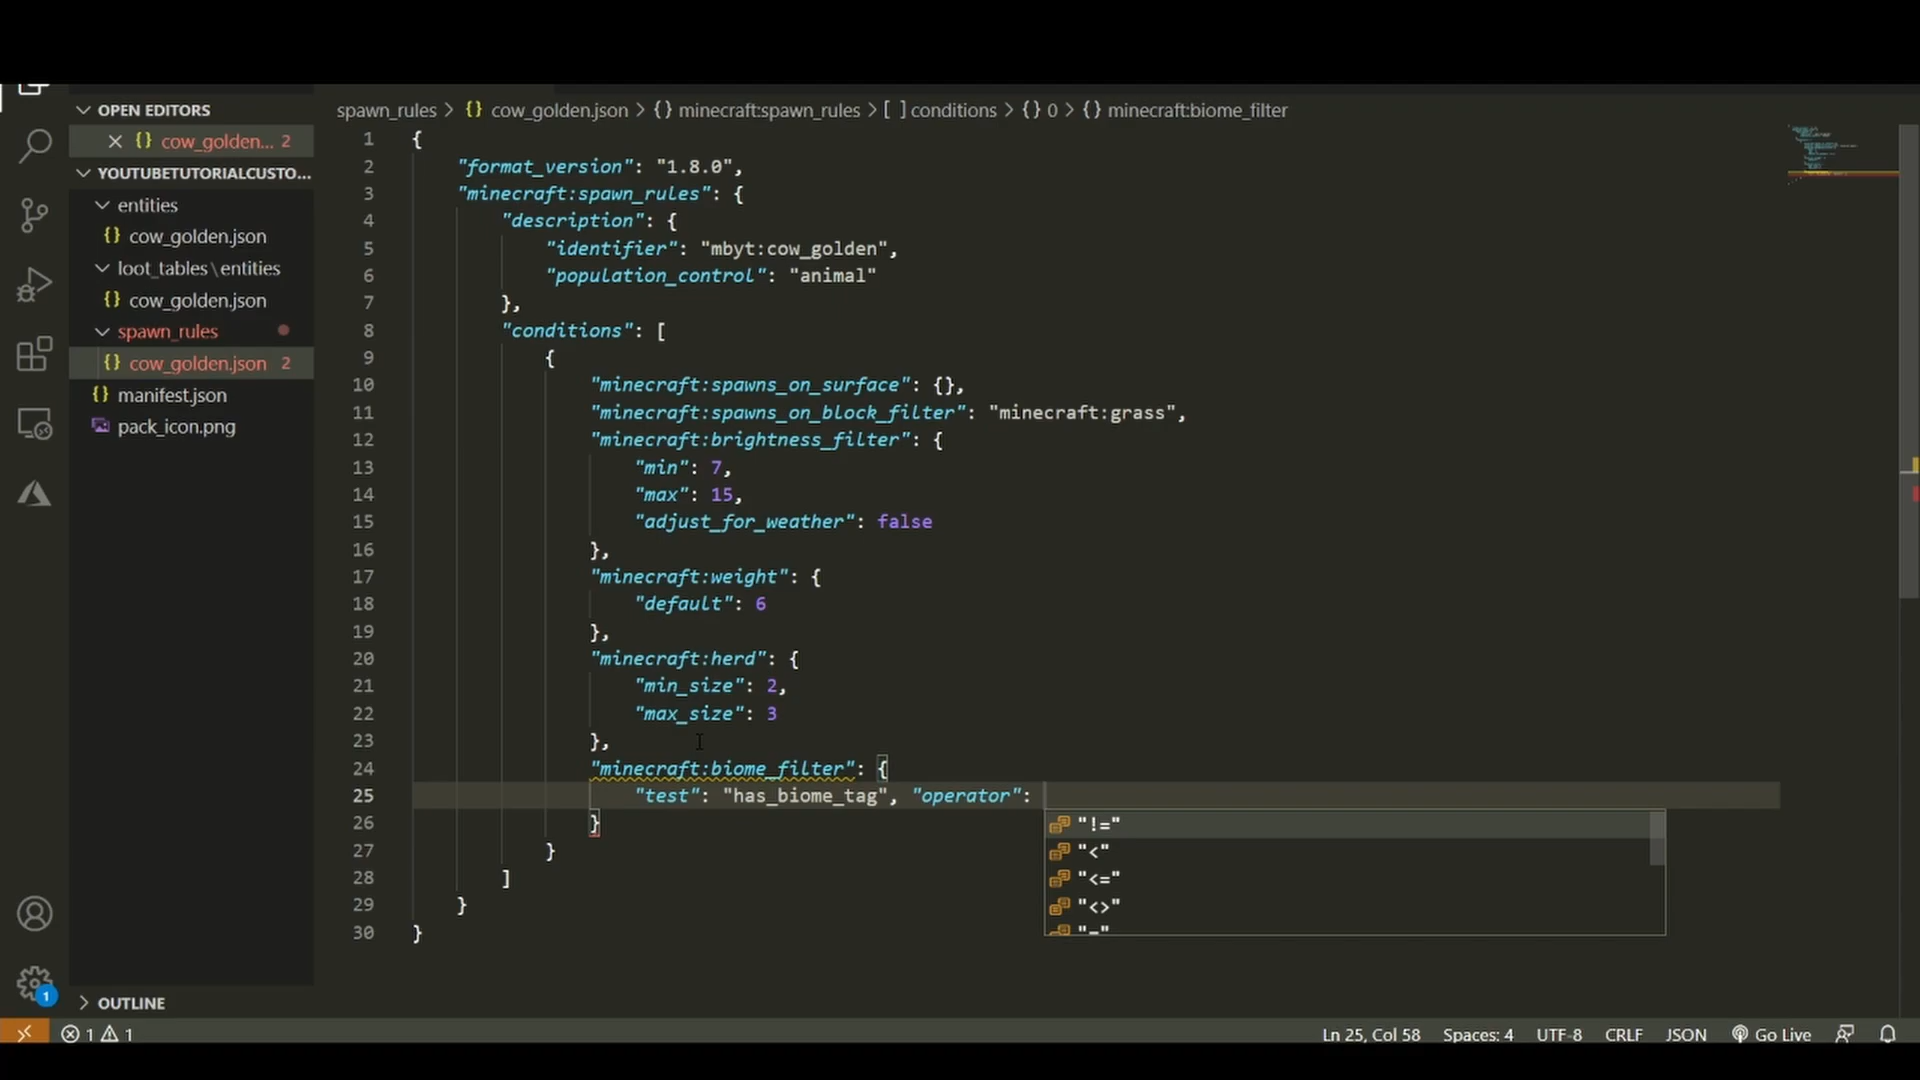 OPEN EDITORS
cow_golden... 2
YOUTUBETUTORIALCUSTO...
entities
cow_golden.json
loot_tables\entities
cow_golden.json
spawn_rules
cow_golden.json 2
manifest.json
pack_icon.png
OUTLINE
spawn_rules > {} cow_golden.json > {} minecraft:spawn_rules > [ ] conditions > {} 0 > {} minecraft:biome_filter
1 {
2 "format_version": "1.8.0",
3 "minecraft:spawn_rules": {
4 "description": {
5 "identifier": "mbyt:cow_golden",
6 "population_control": "animal"
7 },
8 "conditions": [
9 {
10 "minecraft:spawns_on_surface": {},
11 "minecraft:spawns_on_block_filter": "minecraft:grass",
12 "minecraft:brightness_filter": {
13 "min": 7,
14 "max": 15,
15 "adjust_for_weather": false
16 },
17 "minecraft:weight": {
18 "default": 6
19 },
20 "minecraft:herd": {
21 "min_size": 2,
22 "max_size": 3
23 },
24 "minecraft:biome_filter": {
25 "test": "has_biome_tag", "operator":
26 }
27 }
28 ]
29 }
30 }
"!="
"<"
"<="
"<>"
1
1 1
Ln 25, Col 58 Spaces: 4 UTF-8 CRLF JSON Go Live